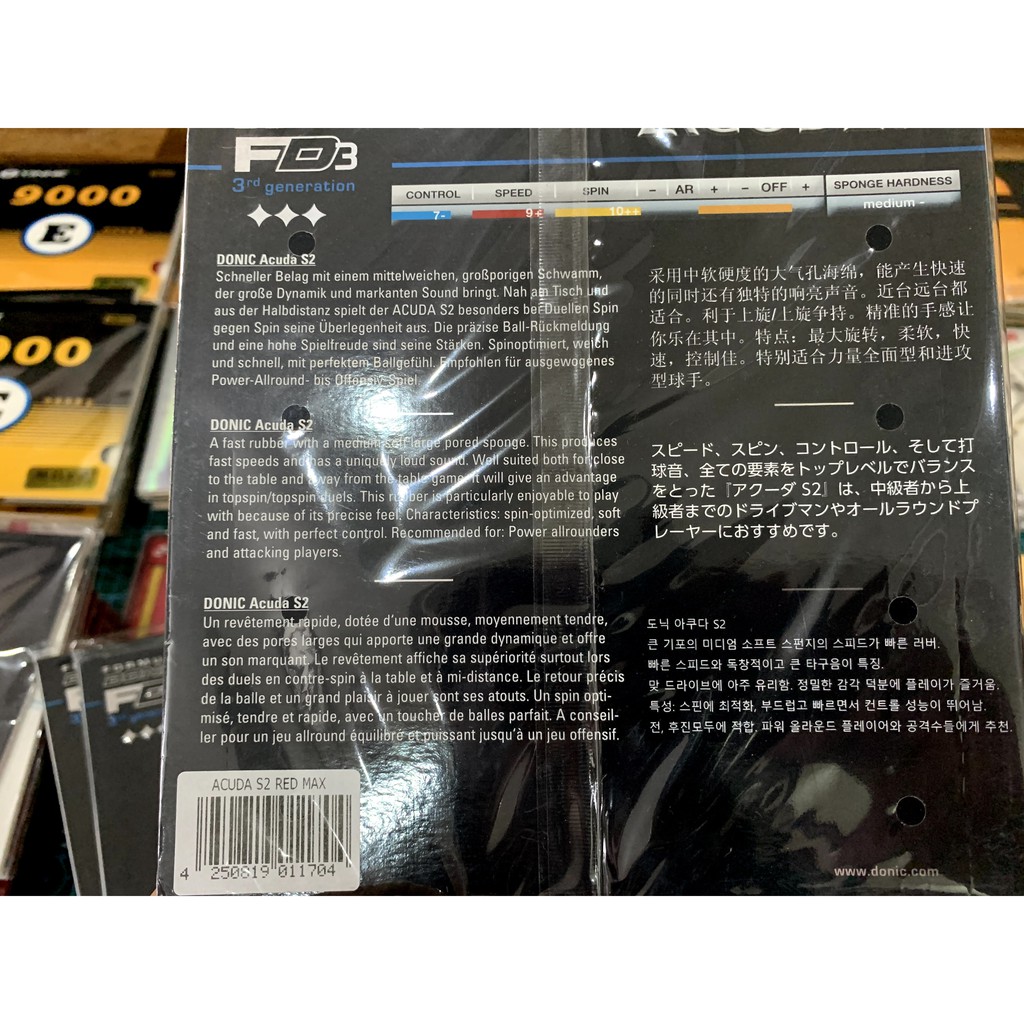 9000
E
FD3
3rd generation
CONTROL SPEED SPIN – AR + – OFF + SPONGE HARDNESS
7- 9+ 10++ medium -
DONIC Acuda S2
Schneller Belag mit einem mittelweichen, großporigen Schwamm,
der große Dynamik und markanten Sound bringt. Nah am Tisch und
aus der Halbdistanz spielt der ACUDA S2 besonders bei Duellen Spin
gegen Spin seine Überlegenheit aus. Die präzise Ball-Rückmeldung
und eine hohe Spielfreude sind seine Stärken. Spinoptimiert, weich
und schnell, mit perfektem Ballgefühl. Empfohlen für ausgewogenes
Power-Allround- bis Offensiv-Spiel
DONIC Acuda S2
A fast rubber with a medium soft large pored sponge. This produces
fast speeds and has a uniquely loud sound. Well suited both for close
to the table and away from the table game it will give an advantage
in topspin/topspin duels. This rubber is particularly enjoyable to play
with because of its precise feel. Characteristics: spin-optimized, soft
and fast, with perfect control. Recommended for: Power allrounders
and attacking players.
DONIC Acuda S2
Un revêtement rapide, dotée d'une mousse, moyennement tendre,
avec des pores larges qui apporte une grande dynamique et offre
un son marquant. Le revêtement affiche sa supériorité surtout lors
des duels en contre-spin à la table et à mi-distance. Le retour précis
de la balle et un grand plaisir à jouer sont ses atouts. Un spin opti-
misé, tendre et rapide, avec un toucher de balles parfait. A conseil-
ler pour un jeu allround équilibré et puissant jusqu'à un jeu offensif.
采用中软硬度的大气孔海绵，能产生快速
的同时还有独特的响亮声音。近台远台都
适合。利于上旋/上旋争持。精准的手感让
你乐在其中。特点：最大旋转，柔软，快
速，控制佳。特别适合力量全面型和进攻
型球手。
スピード、スピン、コントロール、そして打
球音、全ての要素をトップレベルでバランス
をとった『アクーダ S2』は、中級者から上
級者までのドライブマンやオールラウンドプ
レーヤーにおすすめです。
도닉 아쿠다 S2
큰 기포의 미디엄 소프트 스펀지의 스피드가 빠른 러버.
빠른 스피드와 독창적이고 큰 타구음이 특징.
맞 드라이브에 아주 유리함. 정밀한 감각 덕분에 플레이가 즐거움.
특성: 스핀에 최적화, 부드럽고 빠르면서 컨트롤 성능이 뛰어남.
전, 후진모두에 적합. 파워 올라운드 플레이어와 공격수들에게 추천.
ACUDA S2 RED MAX
4 250819 011704
www.donic.com